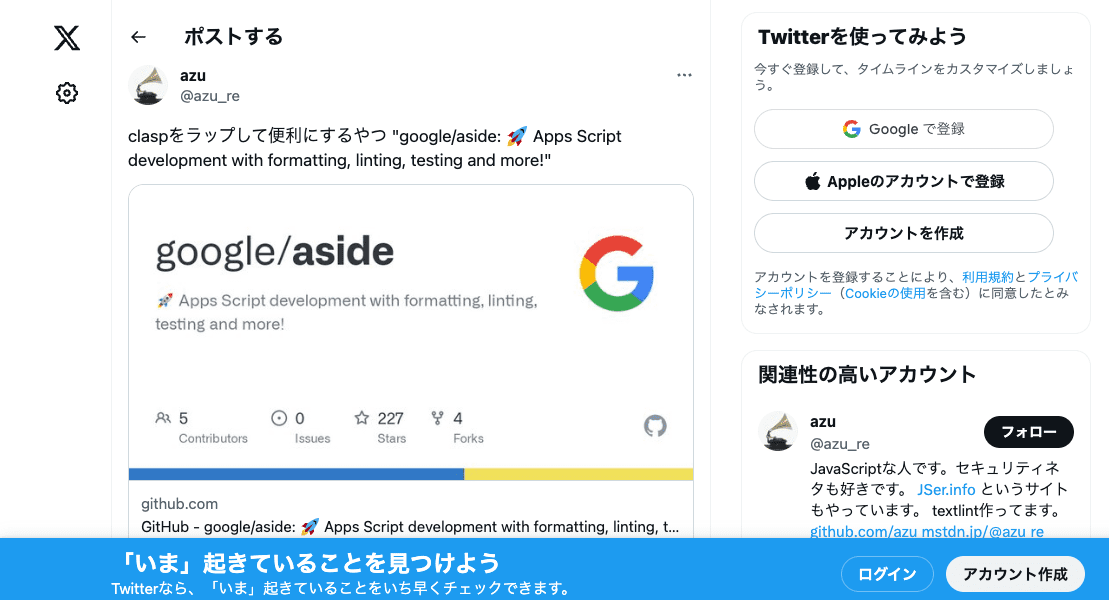 ポストする
azu
@azu_re
claspをラップして便利にするやつ "google/aside: 🚀 Apps Script
development with formatting, linting, testing and more!"
google/aside
🚀 Apps Script development with formatting, linting,
testing and more!
5
Contributors
0
Issues
227
Stars
4
Forks
github.com
GitHub - google/aside: 🚀 Apps Script development with formatting, linting, t...
Twitterを使ってみよう
今すぐ登録して、タイムラインをカスタマイズしましょ
う。
Google で登録
Appleのアカウントで登録
アカウントを作成
アカウントを登録することにより、利用規約とプライバ
シーポリシー（Cookieの使用を含む）に同意したとみ
なされます。
関連性の高いアカウント
azu
@azu_re
フォロー
JavaScriptな人です。セキュリティネ
タも好きです。 JSer.info というサイト
もやっています。 textlint作ってます。
github.com/azu mstdn.jp/@azu_re
「いま」起きていることを見つけよう
Twitterなら、「いま」起きていることをいち早くチェックできます。
ログイン
アカウント作成